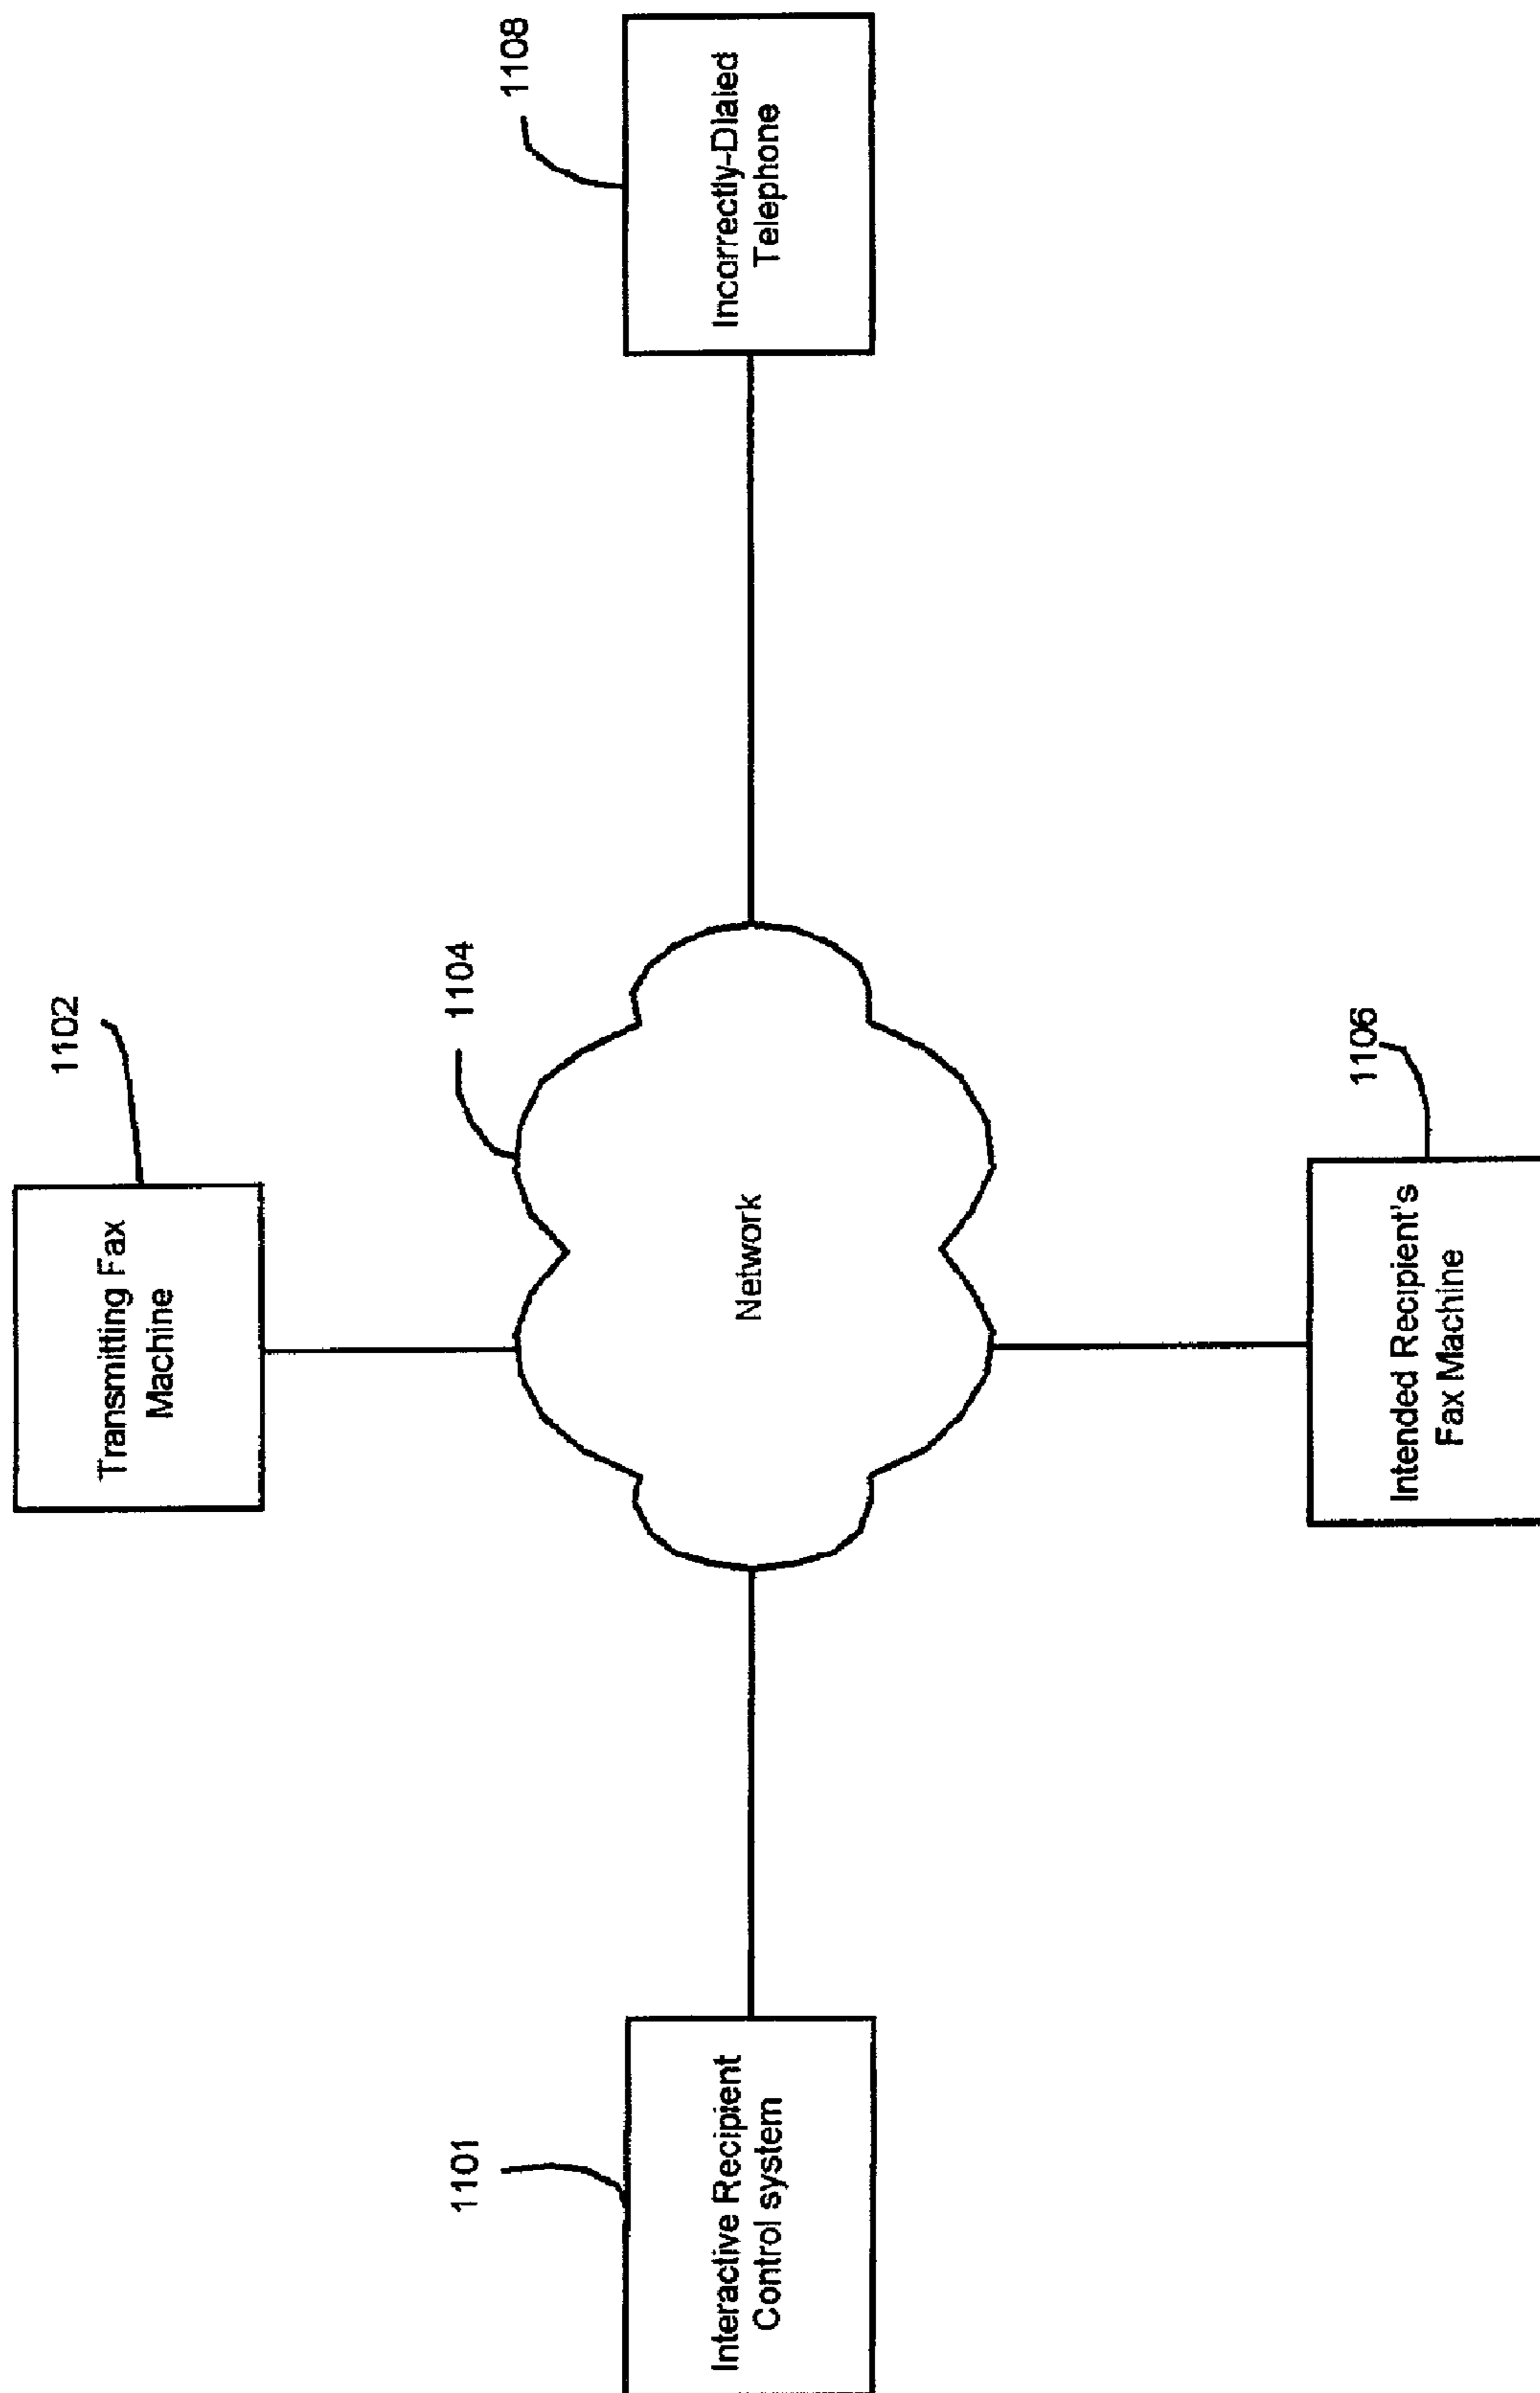 1102
Transmitting Fax
Machine
1104
1101
Interactive Recipient
Control system
Network
1108
Incorrectly-Dialed
Telephone
1106
Intended Recipient's
Fax Machine